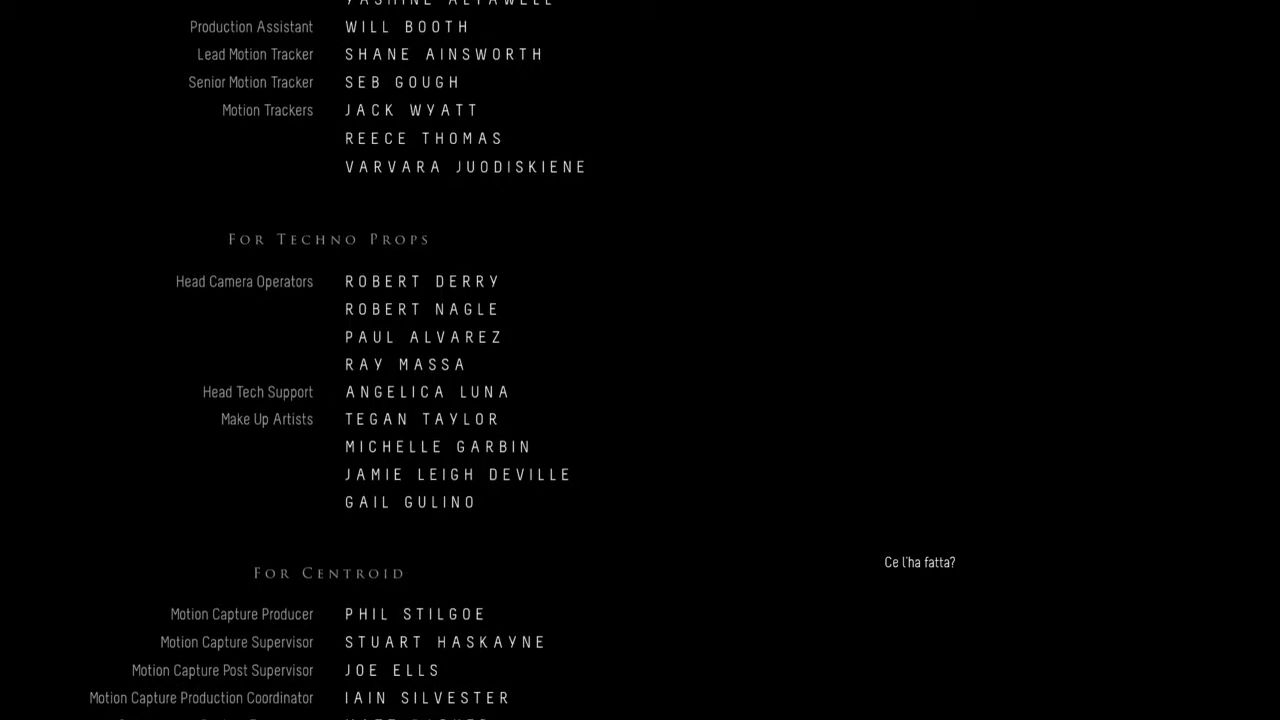 Production Assistant WILL BOOTH
Lead Motion Tracker SHANE AINSWORTH
Senior Motion Tracker SEB GOUGH
Motion Trackers JACK WYATT
REECE THOMAS
VARVARA JUODISKIENE
FOR TECHNO PROPS
Head Camera Operators ROBERT DERRY
ROBERT NAGLE
PAUL ALVAREZ
RAY MASSA
Head Tech Support ANGELICA LUNA
Make Up Artists TEGAN TAYLOR
MICHELLE GARBIN
JAMIE LEIGH DEVILLE
GAIL GULINO
Ce l'ha fatta?
FOR CENTROID
Motion Capture Producer PHIL STILGOE
Motion Capture Supervisor STUART HASKAYNE
Motion Capture Post Supervisor JOE ELLS
Motion Capture Production Coordinator IAIN SILVESTER